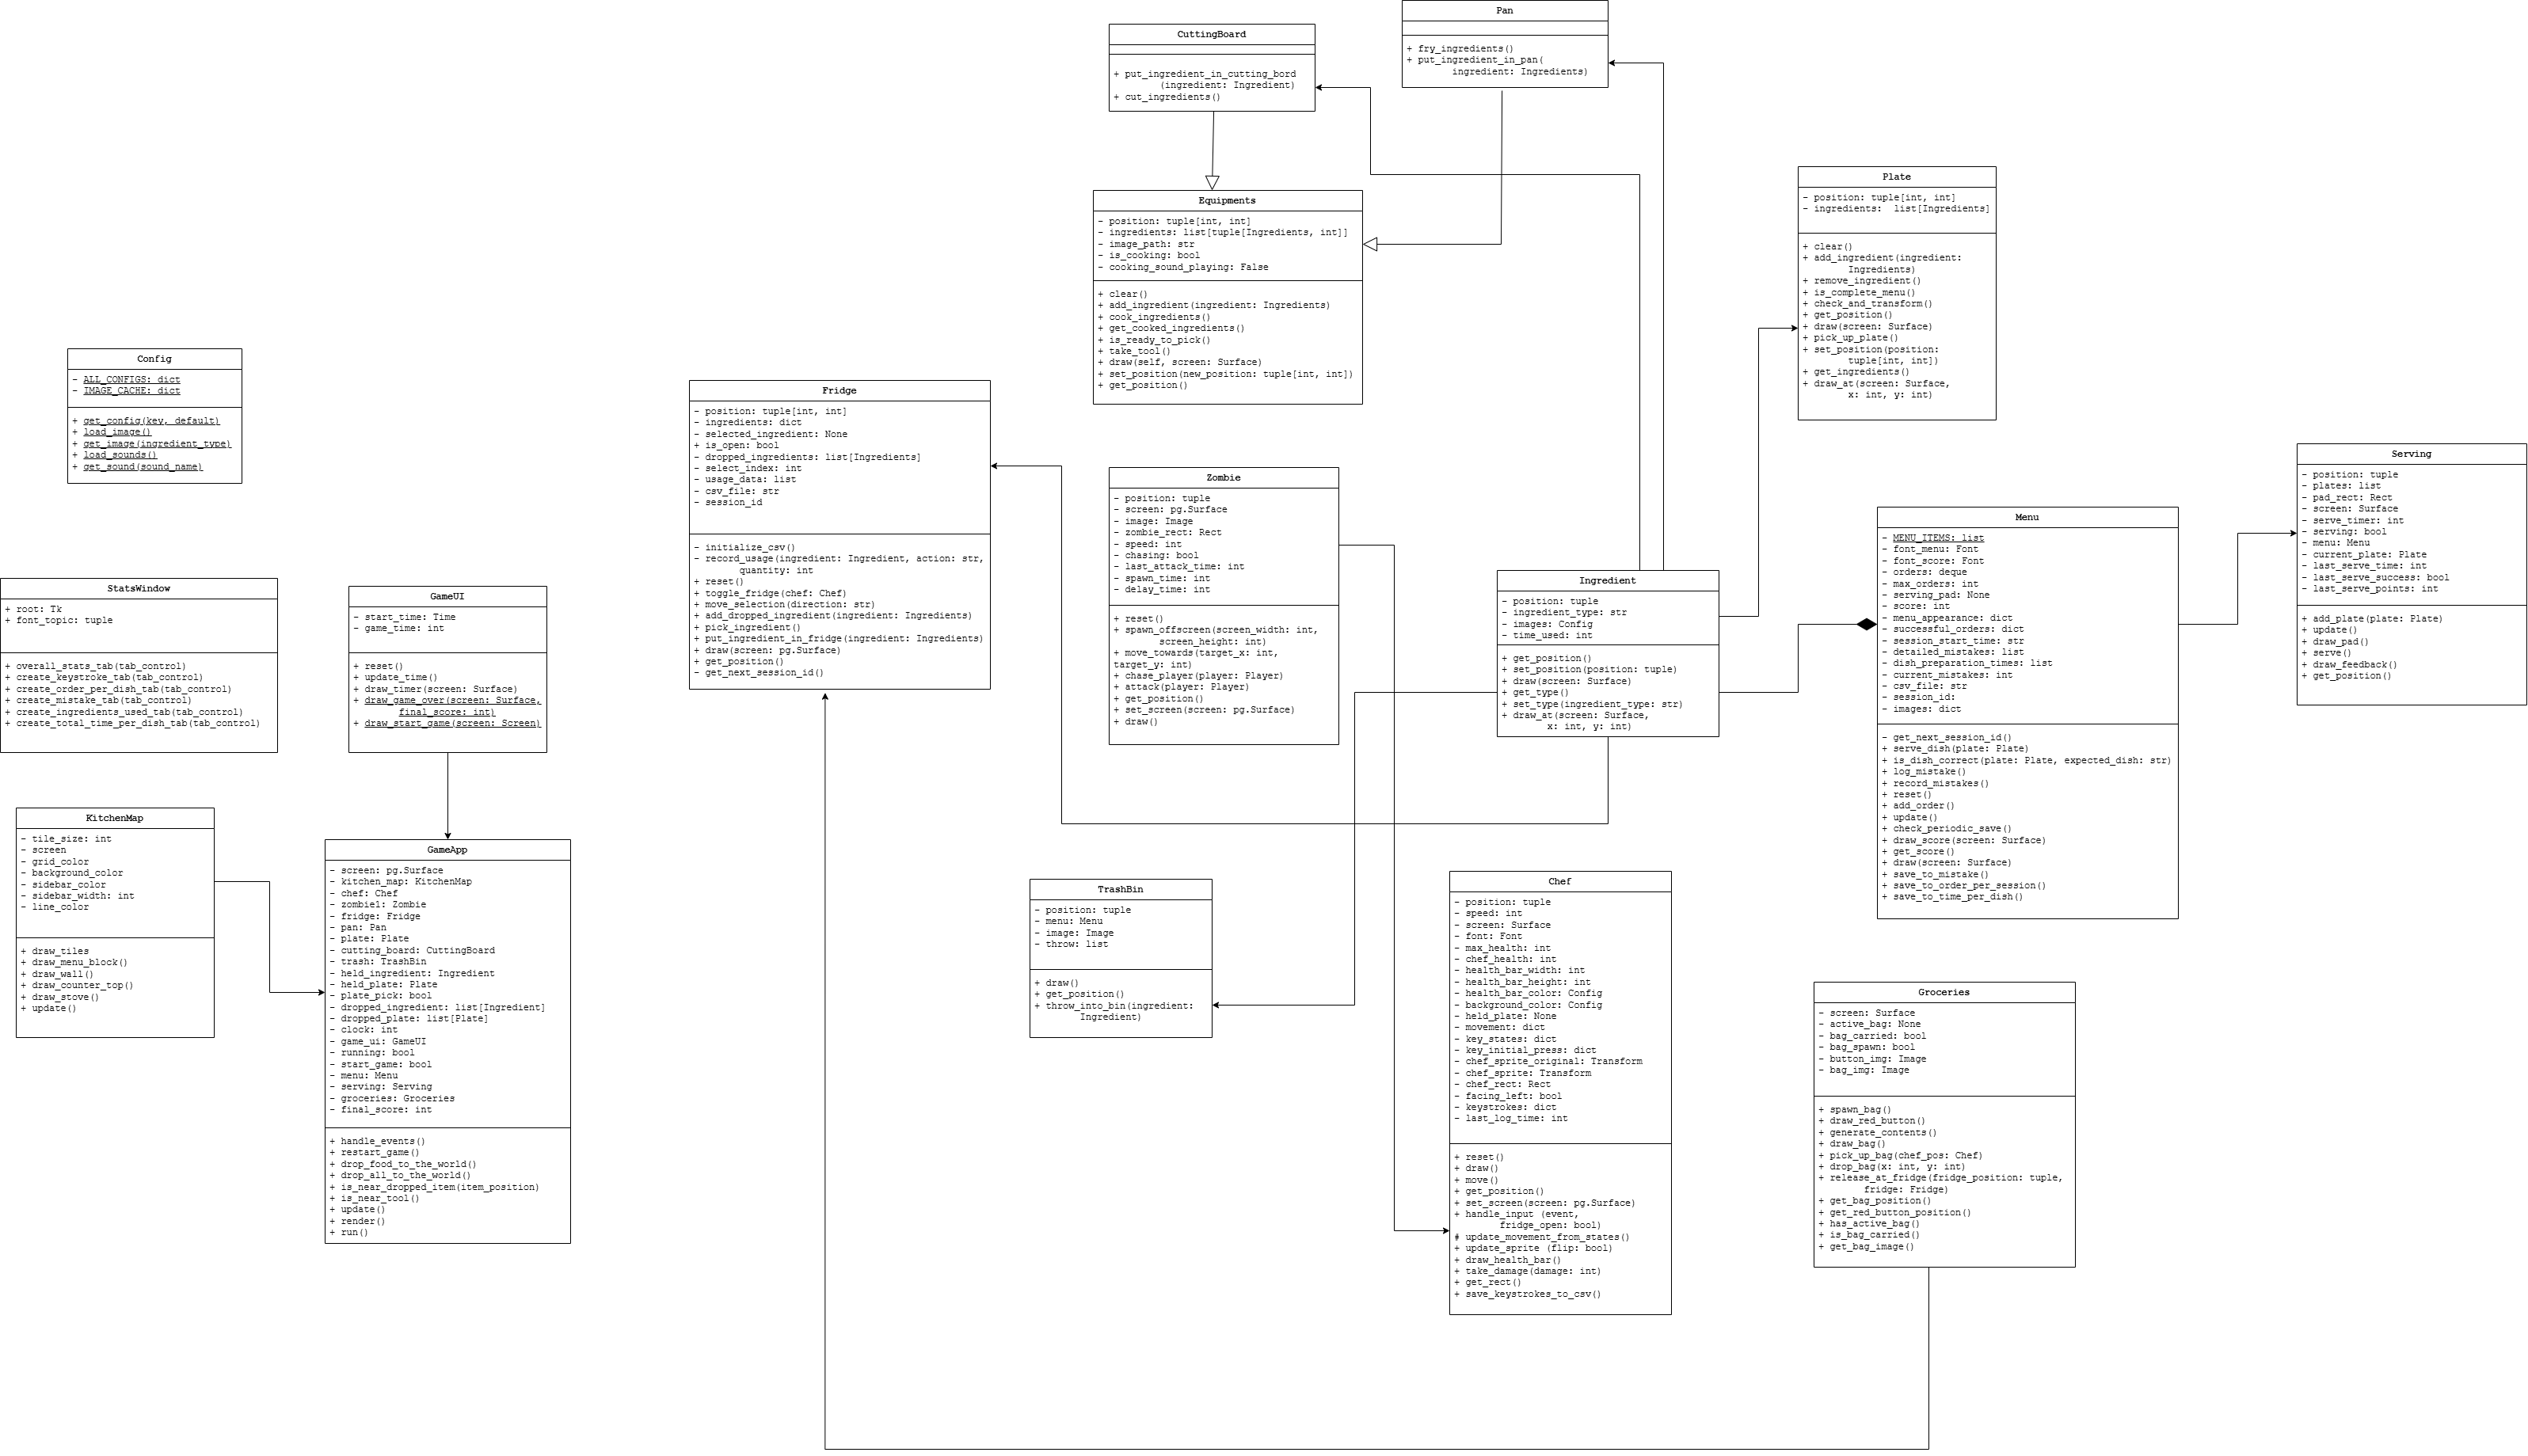 Pan
+ fry_ingredients()
+ put_ingredient_in_pan(
ingredient: Ingredients)
CuttingBoard
+ put_ingredient_in_cutting_bord
(ingredient: Ingredient)
+ cut_ingredients()
Equipments
- position: tuple[int, int]
- ingredients: list[tuple[Ingredients, int]]
- image_path: str
- is_cooking: bool
- cooking_sound_playing: False
+ clear()
+ add_ingredient(ingredient: Ingredients)
+ cook_ingredients()
+ get_cooked_ingredients()
+ is_ready_to_pick()
+ take_tool()
+ draw(self, screen: Surface)
+ set_position(new_position: tuple[int, int])
+ get_position()
Plate
- position: tuple[int, int]
- ingredients:  list[Ingredients]
+ clear()
+ add_ingredient(ingredient:
Ingredients)
+ remove_ingredient()
+ is_complete_menu()
+ check_and_transform()
+ get_position()
+ draw(screen: Surface)
+ pick_up_plate()
+ set_position(position:
tuple[int, int])
+ get_ingredients()
+ draw_at(screen: Surface,
x: int, y: int)
Config
- ALL_CONFIGS: dict
- IMAGE_CACHE: dict
+ get_config(key, default)
+ load_image()
+ get_image(ingredient_type)
+ load_sounds()
+ get_sound(sound_name)
Fridge
- position: tuple[int, int]
- ingredients: dict
- selected_ingredient: None
+ is_open: bool
- dropped_ingredients: list[Ingredients]
- select_index: int
- usage_data: list
- csv_file: str
- session_id
- initialize_csv()
- record_usage(ingredient: Ingredient, action: str,
quantity: int
+ reset()
+ toggle_fridge(chef: Chef)
+ move_selection(direction: str)
+ add_dropped_ingredient(ingredient: Ingredients)
+ pick_ingredient()
+ put_ingredient_in_fridge(ingredient: Ingredients)
+ draw(screen: pg.Surface)
+ get_position()
- get_next_session_id()
Zombie
- position: tuple
- screen: pg.Surface
- image: Image
- zombie_rect: Rect
- speed: int
- chasing: bool
- last_attack_time: int
- spawn_time: int
- delay_time: int
+ reset()
+ spawn_offscreen(screen_width: int,
screen_height: int)
+ move_towards(target_x: int,
target_y: int)
+ chase_player(player: Player)
+ attack(player: Player)
+ get_position()
+ set_screen(screen: pg.Surface)
+ draw()
Serving
- position: tuple
- plates: list
- pad_rect: Rect
- screen: Surface
- serve_timer: int
- serving: bool
- menu: Menu
- current_plate: Plate
- last_serve_time: int
- last_serve_success: bool
- last_serve_points: int
+ add_plate(plate: Plate)
+ update()
+ draw_pad()
+ serve()
+ draw_feedback()
+ get_position()
Menu
- MENU_ITEMS: list
- font_menu: Font
- font_score: Font
- orders: deque
- max_orders: int
- serving_pad: None
- score: int
- menu_appearance: dict
- successful_orders: dict
- session_start_time: str
- detailed_mistakes: list
- dish_preparation_times: list
- current_mistakes: int
- csv_file: str
- session_id:
- images: dict
- get_next_session_id()
+ serve_dish(plate: Plate)
+ is_dish_correct(plate: Plate, expected_dish: str)
+ log_mistake()
+ record_mistakes()
+ reset()
+ add_order()
+ update()
+ check_periodic_save()
+ draw_score(screen: Surface)
+ get_score()
+ draw(screen: Surface)
+ save_to_mistake()
+ save_to_order_per_session()
+ save_to_time_per_dish()
Ingredient
- position: tuple
- ingredient_type: str
- images: Config
- time_used: int
+ get_position()
+ set_position(position: tuple)
+ draw(screen: Surface)
+ get_type()
+ set_type(ingredient_type: str)
+ draw_at(screen: Surface,
x: int, y: int)
StatsWindow
+ root: Tk
+ font_topic: tuple
+ overall_stats_tab(tab_control)
+ create_keystroke_tab(tab_control)
+ create_order_per_dish_tab(tab_control)
+ create_mistake_tab(tab_control)
+ create_ingredients_used_tab(tab_control)
+ create_total_time_per_dish_tab(tab_control)
GameUI
- start_time: Time
- game_time: int
+ reset()
+ update_time()
+ draw_timer(screen: Surface)
+ draw_game_over(screen: Surface,
final_score: int)
+ draw_start_game(screen: Screen)
KitchenMap
- tile_size: int
- screen
- grid_color
- background_color
- sidebar_color
- sidebar_width: int
- line_color
+ draw_tiles
+ draw_menu_block()
+ draw_wall()
+ draw_counter_top()
+ draw_stove()
+ update()
GameApp
- screen: pg.Surface
- kitchen_map: KitchenMap
- chef: Chef
- zombie1: Zombie
- fridge: Fridge
- pan: Pan
- plate: Plate
- cutting_board: CuttingBoard
- trash: TrashBin
- held_ingredient: Ingredient
- held_plate: Plate
- plate_pick: bool
- dropped_ingredient: list[Ingredient]
- dropped_plate: list[Plate]
- clock: int
- game_ui: GameUI
- running: bool
- start_game: bool
- menu: Menu
- serving: Serving
- groceries: Groceries
- final_score: int
+ handle_events()
+ restart_game()
+ drop_food_to_the_world()
+ drop_all_to_the_world()
+ is_near_dropped_item(item_position)
+ is_near_tool()
+ update()
+ render()
+ run()
TrashBin
- position: tuple
- menu: Menu
- image: Image
- throw: list
+ draw()
+ get_position()
+ throw_into_bin(ingredient:
Ingredient)
Chef
- position: tuple
- speed: int
- screen: Surface
- font: Font
- max_health: int
- chef_health: int
- health_bar_width: int
- health_bar_height: int
- health_bar_color: Config
- background_color: Config
- held_plate: None
- movement: dict
- key_states: dict
- key_initial_press: dict
- chef_sprite_original: Transform
- chef_sprite: Transform
- chef_rect: Rect
- facing_left: bool
- keystrokes: dict
- last_log_time: int
+ reset()
+ draw()
+ move()
+ get_position()
+ set_screen(screen: pg.Surface)
+ handle_input (event,
fridge_open: bool)
# update_movement_from_states()
+ update_sprite (flip: bool)
+ draw_health_bar()
+ take_damage(damage: int)
+ get_rect()
+ save_keystrokes_to_csv()
Groceries
- screen: Surface
- active_bag: None
- bag_carried: bool
- bag_spawn: bool
- button_img: Image
- bag_img: Image
+ spawn_bag()
+ draw_red_button()
+ generate_contents()
+ draw_bag()
+ pick_up_bag(chef_pos: Chef)
+ drop_bag(x: int, y: int)
+ release_at_fridge(fridge_position: tuple,
fridge: Fridge)
+ get_bag_position()
+ get_red_button_position()
+ has_active_bag()
+ is_bag_carried()
+ get_bag_image()